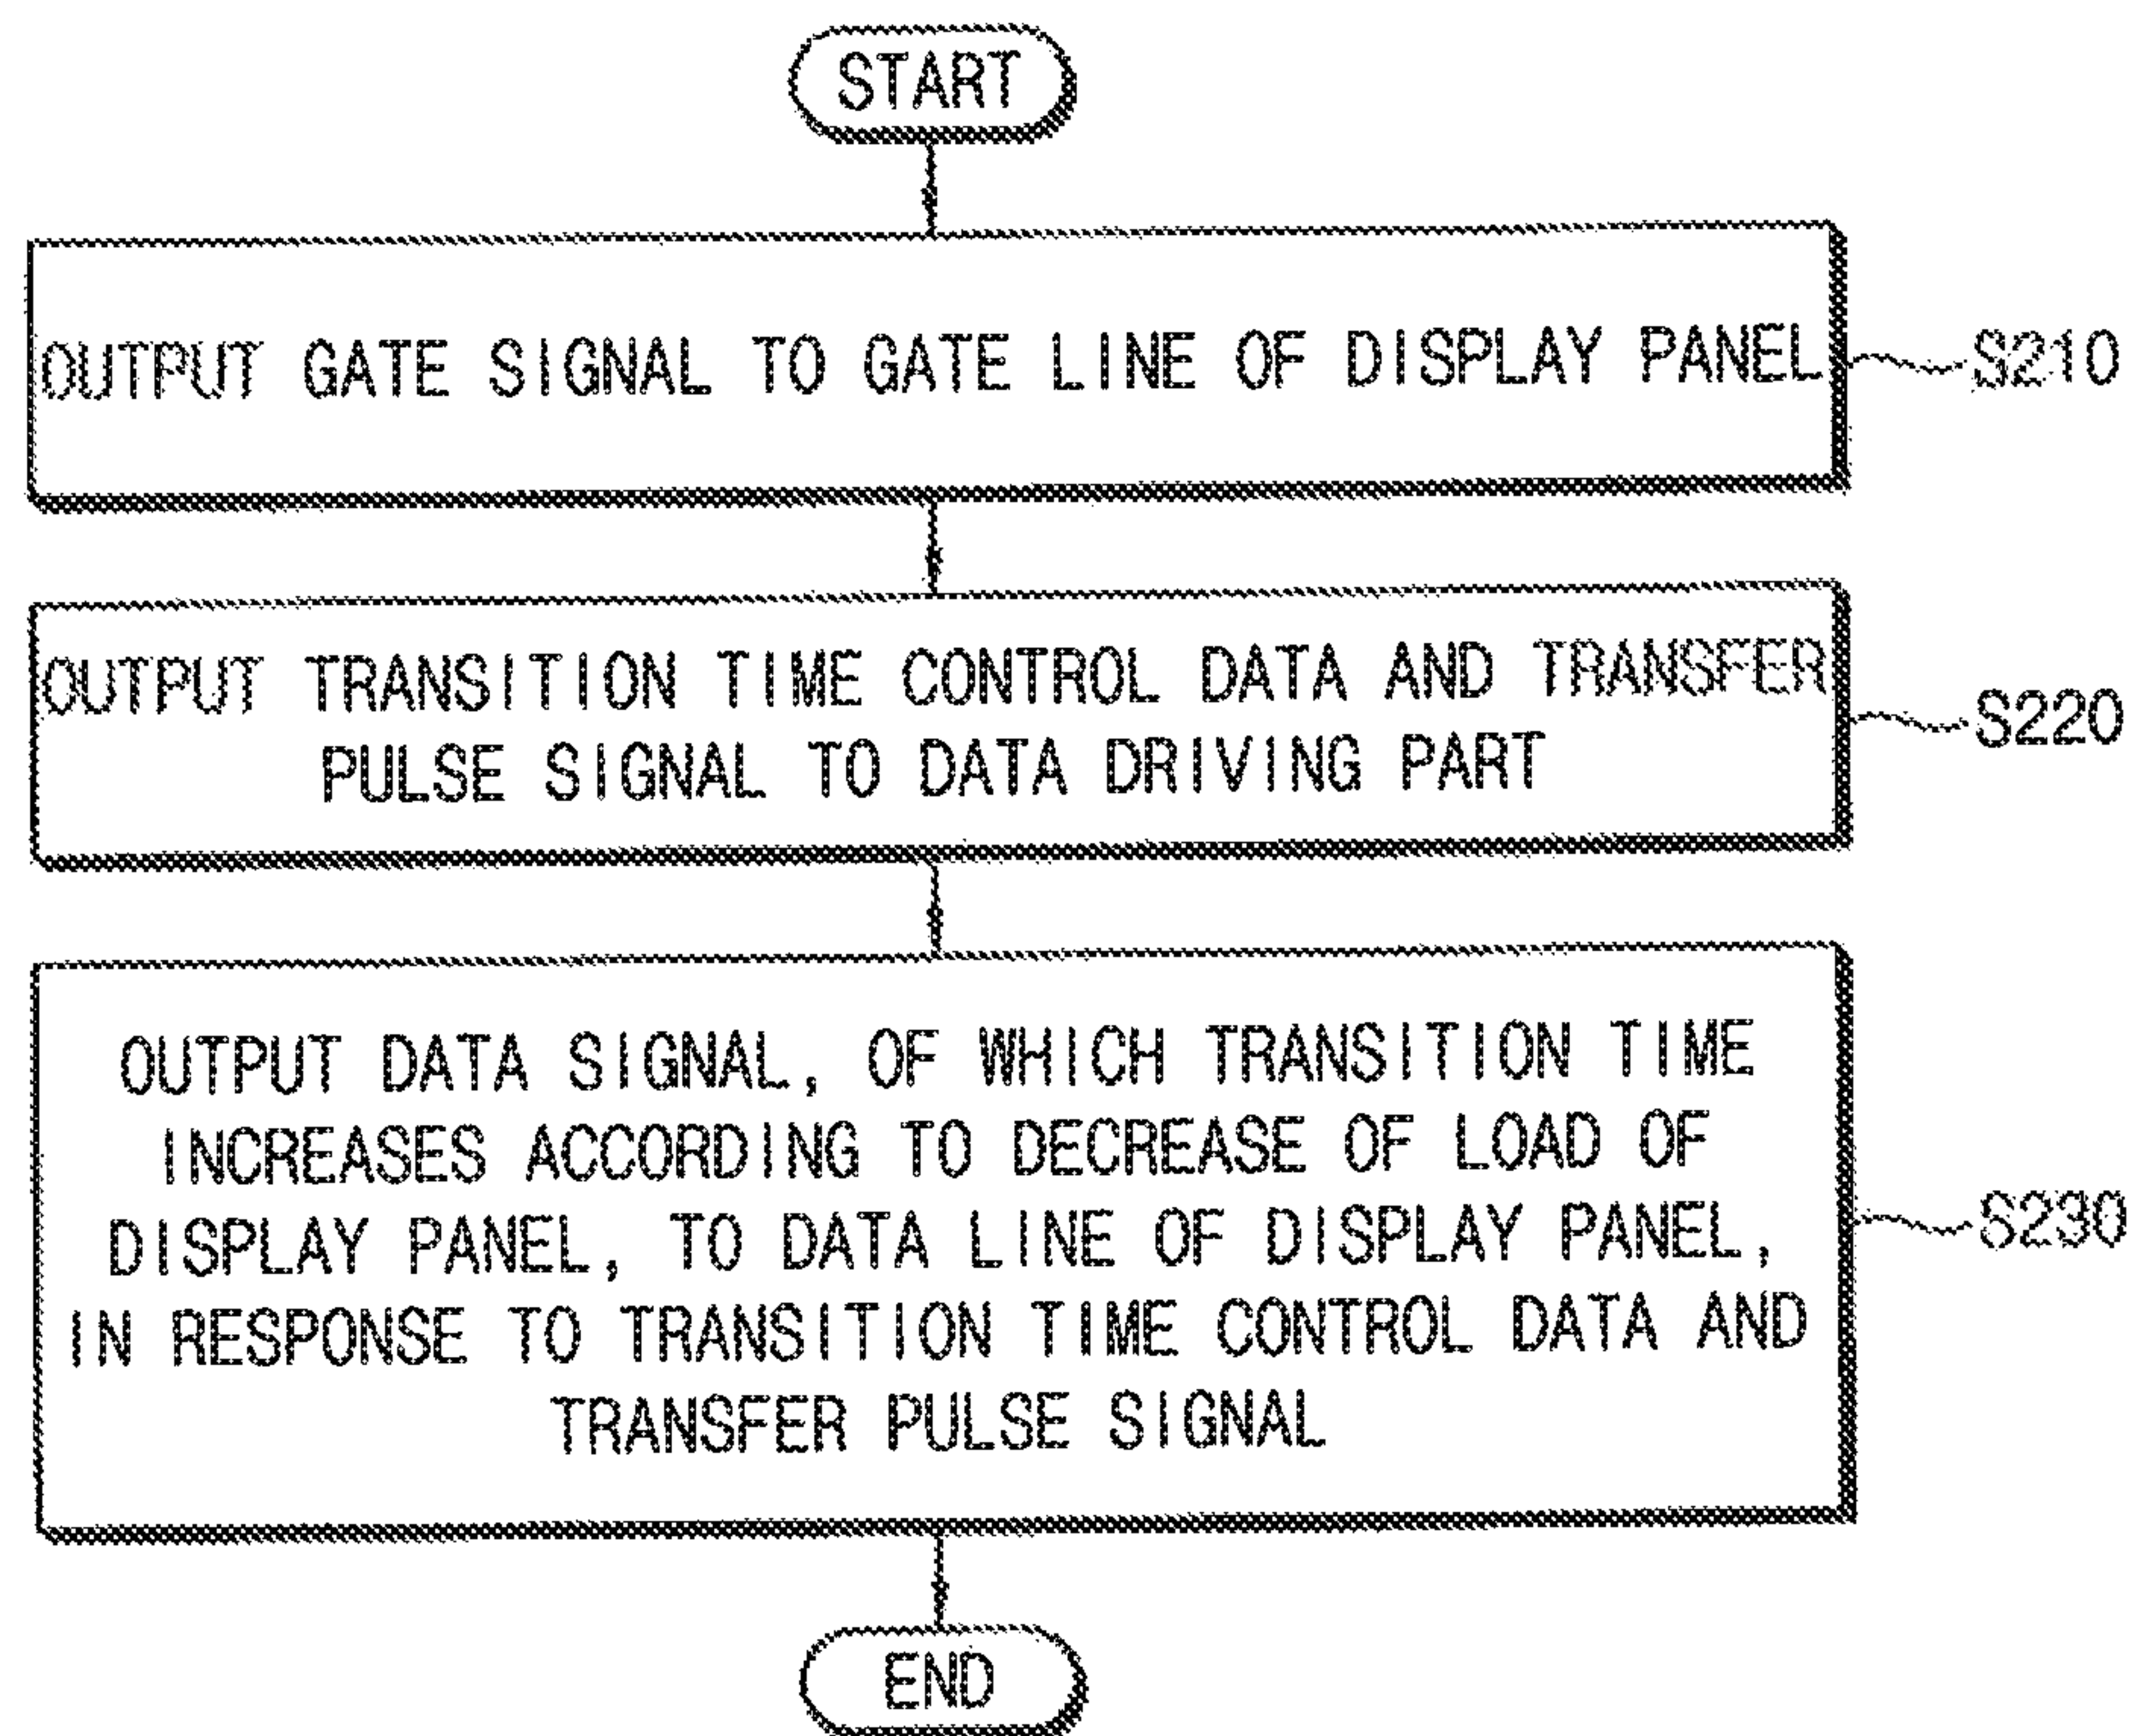 START
OUTPUT GATE SIGNAL TO GATE LINE OF DISPLAY PANEL
S210
OUTPUT TRANSITION TIME CONTROL DATA AND TRANSFER
PULSE SIGNAL TO DATA DRIVING PART
S220
OUTPUT DATA SIGNAL, OF WHICH TRANSITION TIME
INCREASES ACCORDING TO DECREASE OF LOAD OF
DISPLAY PANEL, TO DATA LINE OF DISPLAY PANEL,
IN RESPONSE TO TRANSITION TIME CONTROL DATA AND
TRANSFER PULSE SIGNAL
S230
END